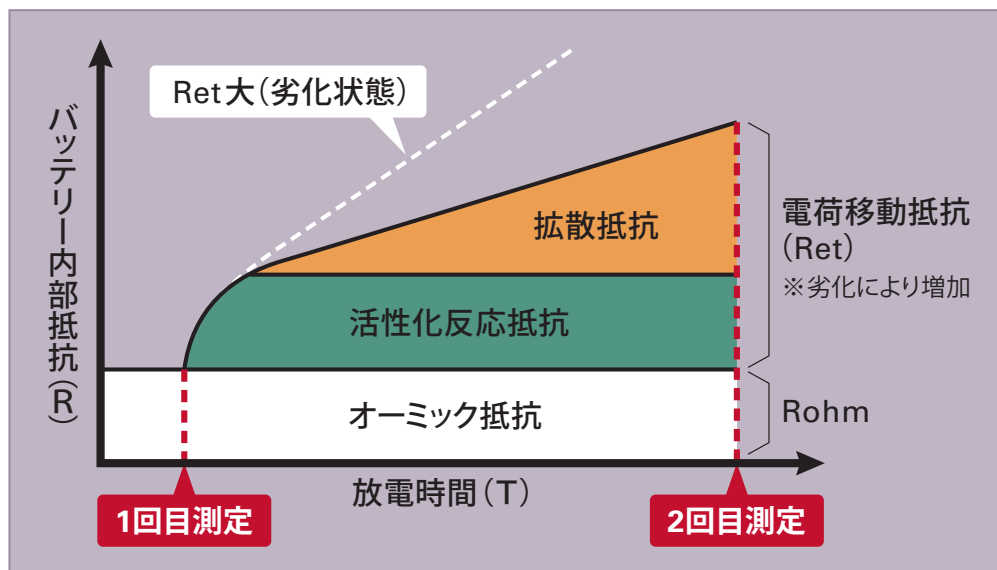 Ret大(劣化状態)
バッテリー内部抵抗(R)
拡散抵抗
活性化反応抵抗
オーミック抵抗
電荷移動抵抗
(Ret)
※劣化により増加
Rohm
放電時間(T)
1回目測定
2回目測定